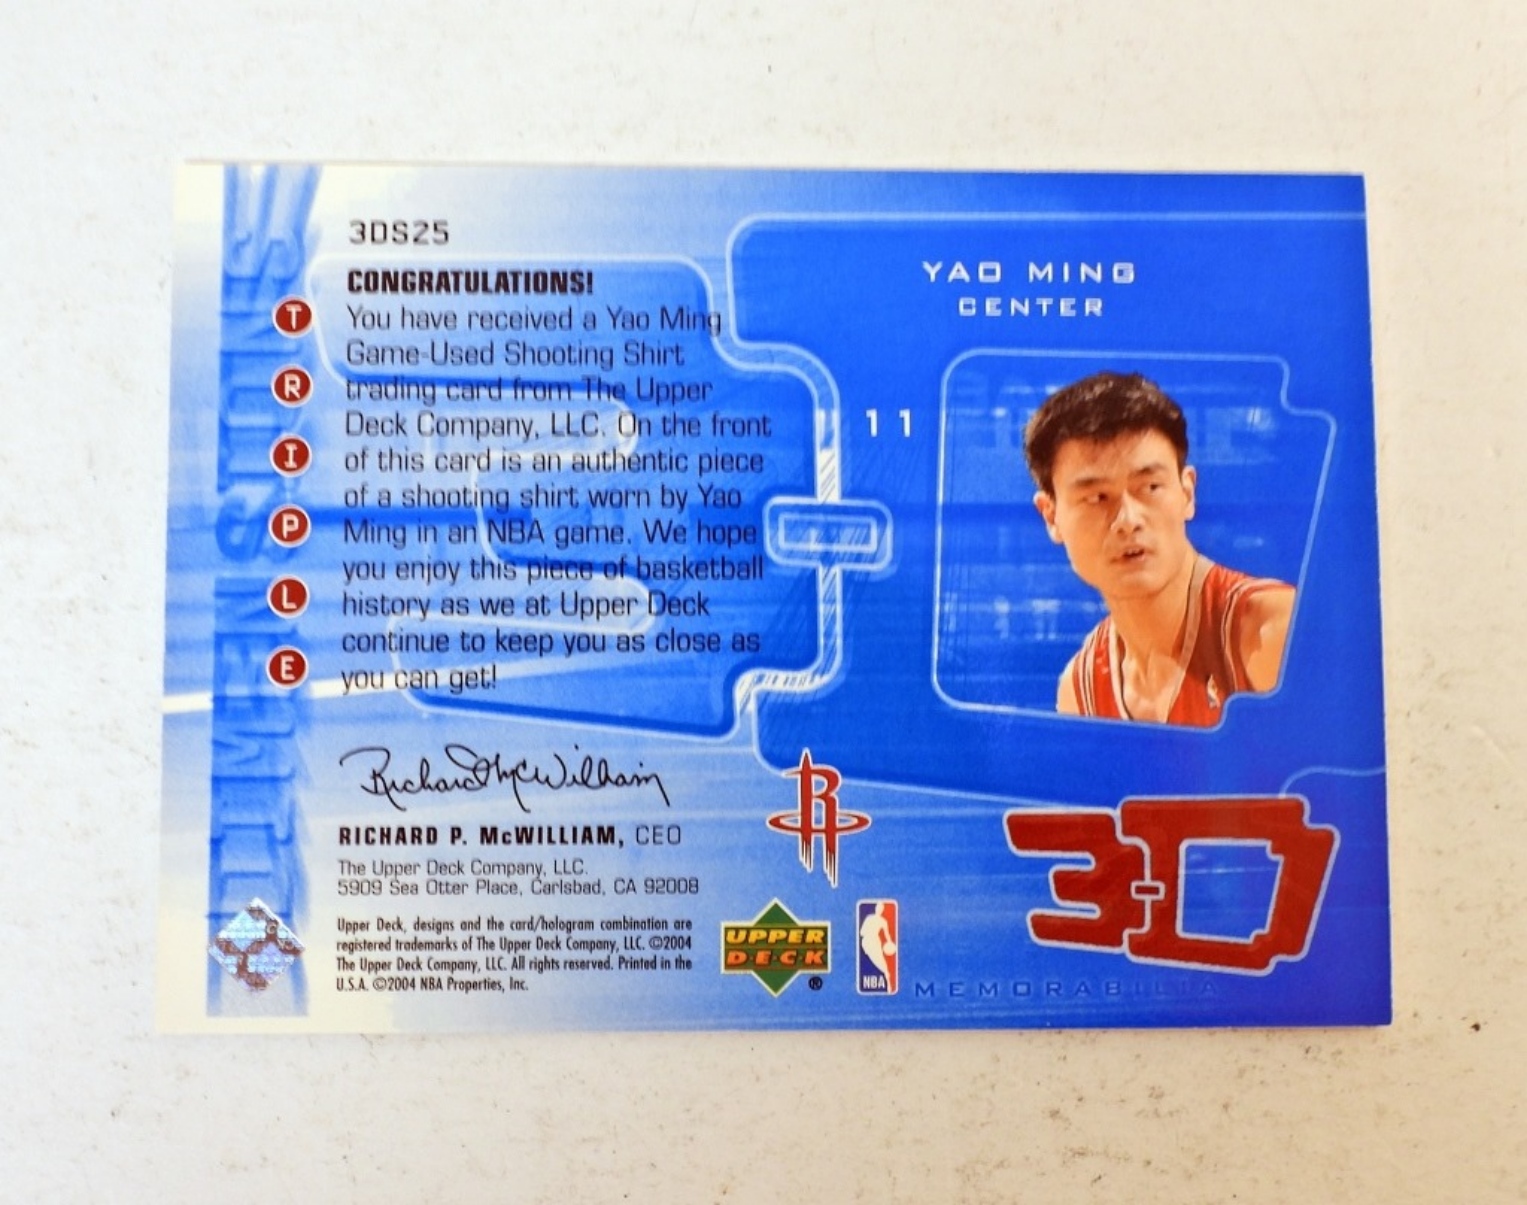 3DS25
CONGRATULATIONS!
You have received a Yao Ming
Game-Used Shooting Shirt
trading card from The Upper
Deck Company, LLC. On the front
of this card is an authentic piece
of a shooting shirt worn by Yao
Ming in an NBA game. We hope
you enjoy this piece of basketball
history as we at Upper Deck
continue to keep you as close as
you can get!
Richard McWilliam
RICHARD P. McWILLIAM, CEO
The Upper Deck Company, LLC.
5909 Sea Otter Place, Carlsbad, CA 92008
Upper Deck, designs and the card/hologram combination are
registered trademarks of The Upper Deck Company, LLC. ©2004
The Upper Deck Company, LLC. All rights reserved. Printed in the
U.S.A. ©2004 NBA Properties, Inc.
TRIPLE
DIMENSIONS
YAO MING
CENTER
11
R
UPPER
DECK
®
NBA
3-D
MEMORABILIA